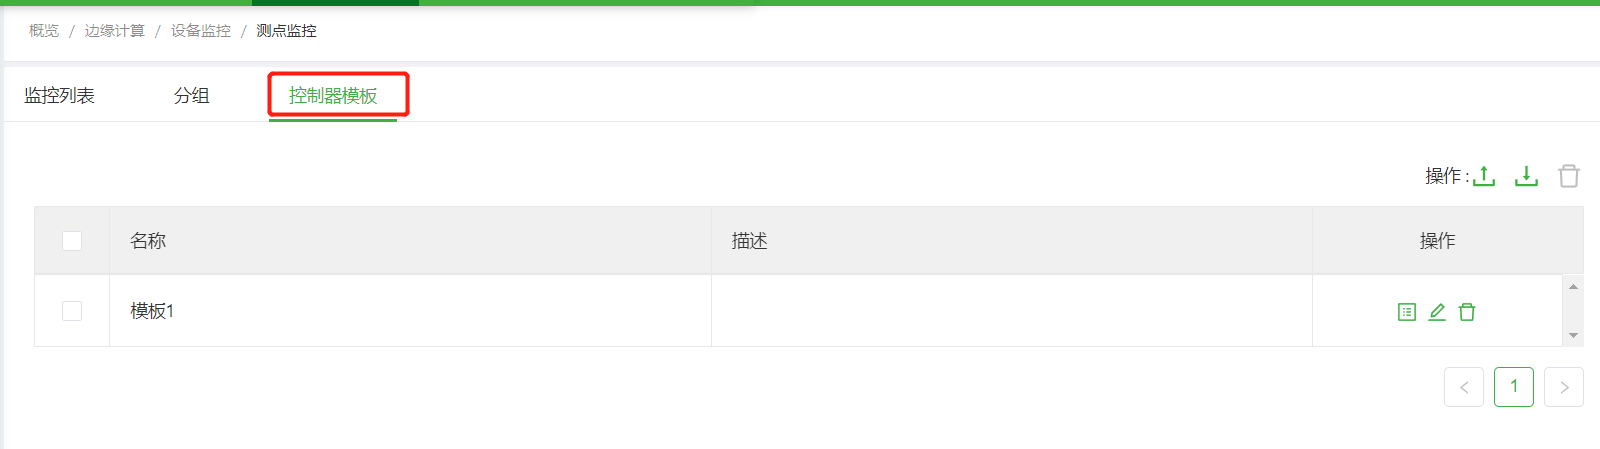 概览 / 边缘计算 / 设备监控 / 测点监控
监控列表 分组 控制器模板
操作 :
名称 描述 操作
模板1
< 1 >